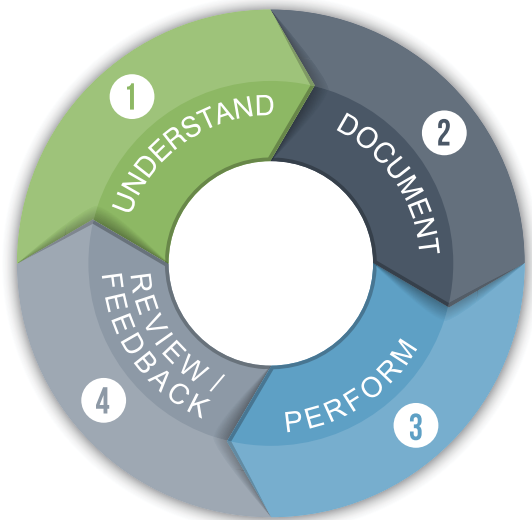 1
UNDERSTAND
2
DOCUMENT
3
PERFORM
4
REVIEW /
FEEDBACK